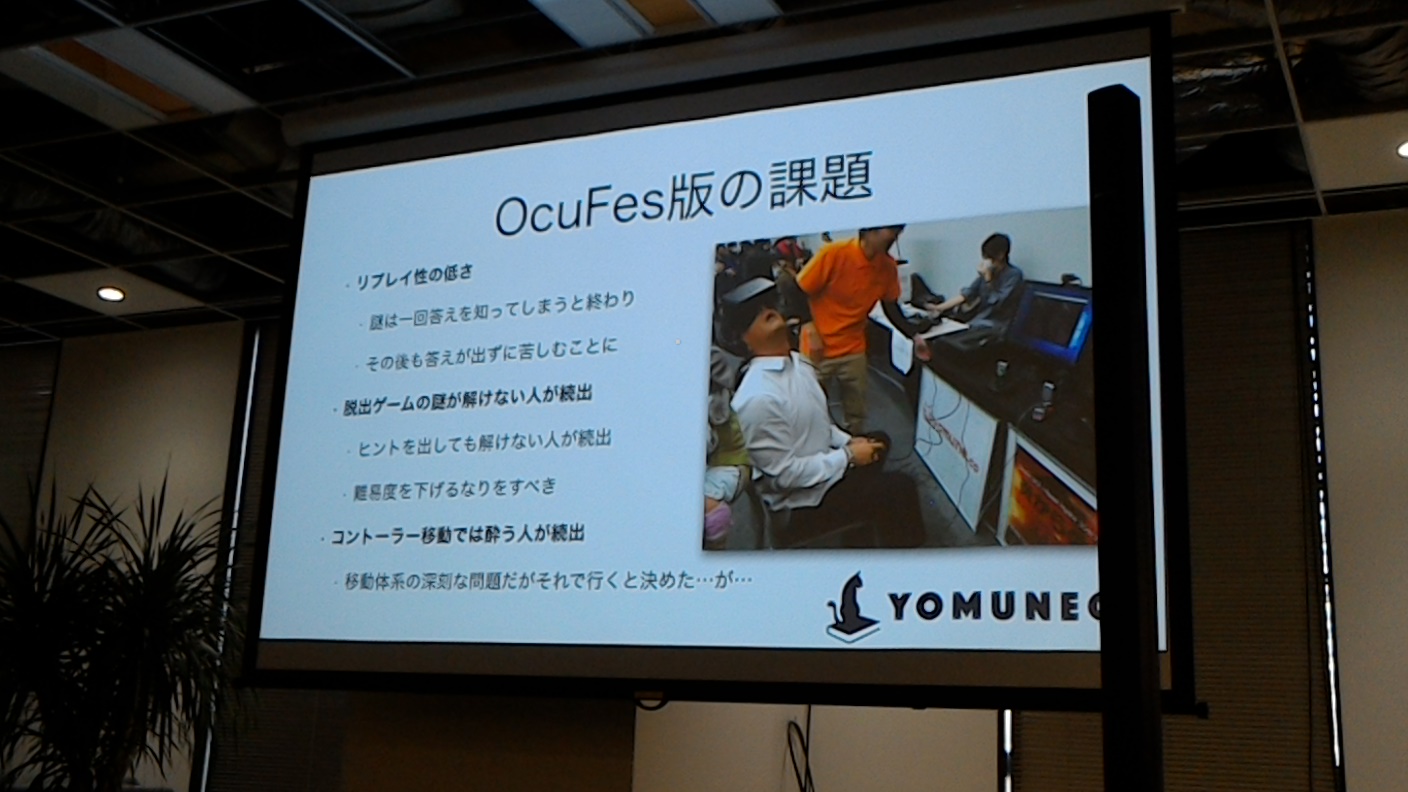 OcuFes版の課題
・リプレイ性の低さ
・謎は一回答えを知ってしまうと終わり
・その後も答えが出ずに苦しむことに
・脱出ゲームの謎が解けない人が続出
・ヒントを出しても解けない人が続出
・難易度を下げるなりをすべき
・コントーラー移動では酔う人が続出
・移動体系の深刻な問題だがそれで行くと決めた…が…
YOMUNE